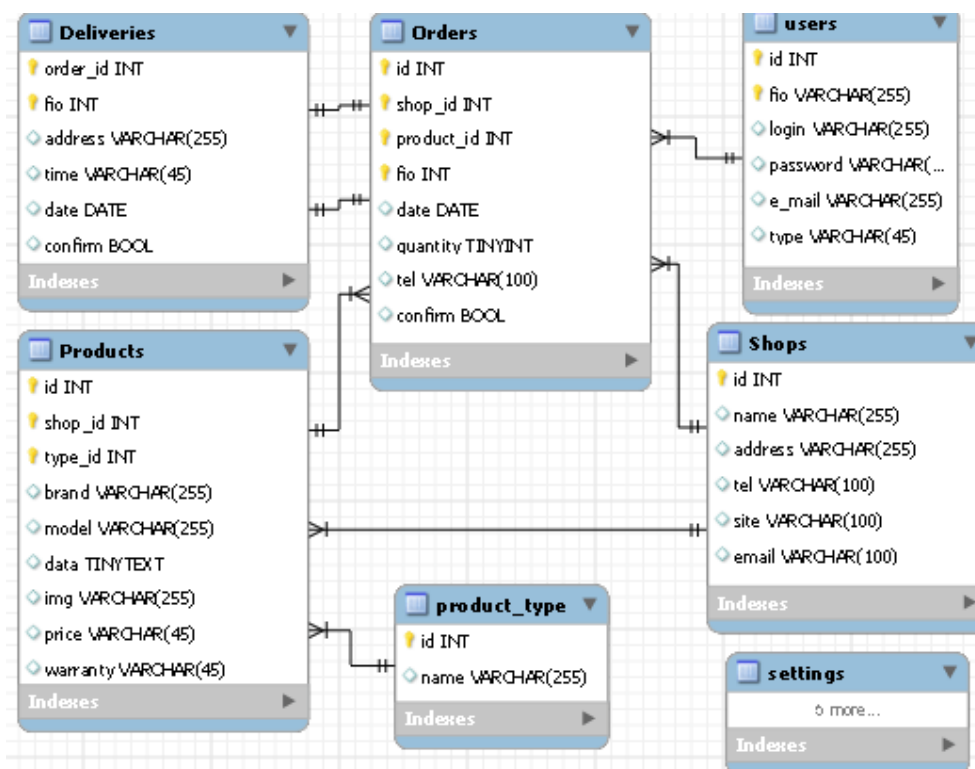 Deliveries
order_id INT
fio INT
address VARCHAR(255)
time VARCHAR(45)
date DATE
confirm BOOL
Indexes
Orders
id INT
shop_id INT
product_id INT
fio INT
date DATE
quantity TINYINT
tel VARCHAR(100)
confirm BOOL
Indexes
users
id INT
fio VARCHAR(255)
login VARCHAR(255)
password VARCHAR(...
e_mail VARCHAR(255)
type VARCHAR(45)
Indexes
Products
id INT
shop_id INT
type_id INT
brand VARCHAR(255)
model VARCHAR(255)
data TINYTEXT
img VARCHAR(255)
price VARCHAR(45)
warranty VARCHAR(45)
Indexes
Shops
id INT
name VARCHAR(255)
address VARCHAR(255)
tel VARCHAR(100)
site VARCHAR(100)
email VARCHAR(100)
Indexes
product_type
id INT
name VARCHAR(255)
Indexes
settings
more...
Indexes